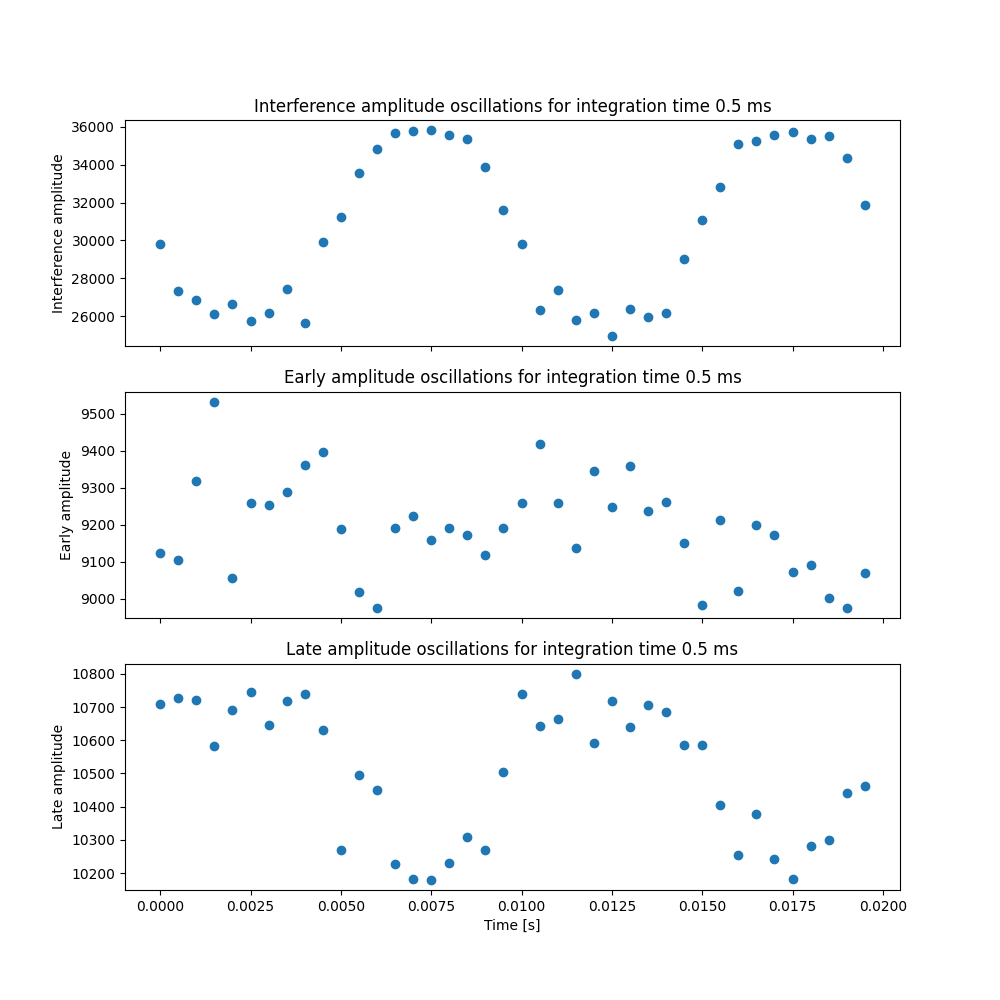 Interference amplitude oscillations for integration time 0.5 ms
36000
34000
32000
30000
28000
26000
Interference amplitude
Early amplitude oscillations for integration time 0.5 ms
9500
9400
9300
9200
9100
9000
Early amplitude
Late amplitude oscillations for integration time 0.5 ms
10800
10700
10600
10500
10400
10300
10200
Late amplitude
0.0000 0.0025 0.0050 0.0075 0.0100 0.0125 0.0150 0.0175 0.0200
Time [s]